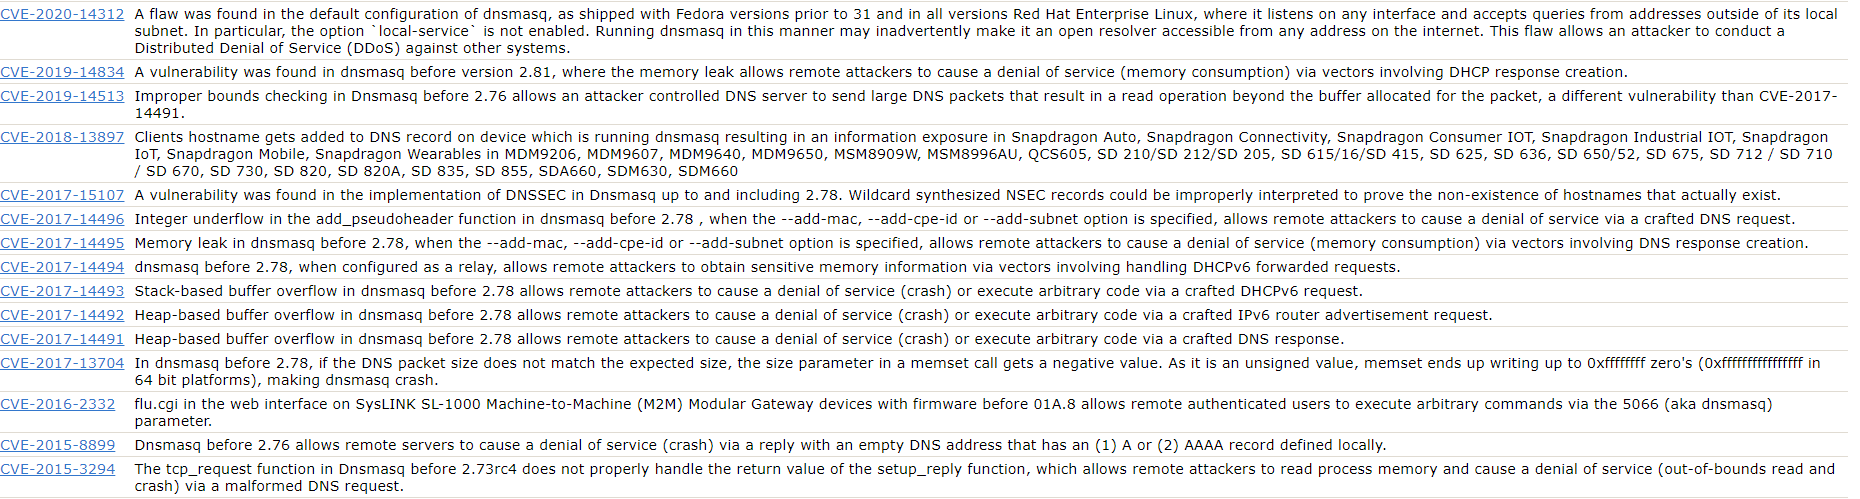 CVE-2020-14312 A flaw was found in the default configuration of dnsmasq, as shipped with Fedora versions prior to 31 and in all versions Red Hat Enterprise Linux, where it listens on any interface and accepts queries from addresses outside of its local
subnet. In particular, the option `local-service` is not enabled. Running dnsmasq in this manner may inadvertently make it an open resolver accessible from any address on the internet. This flaw allows an attacker to conduct a
Distributed Denial of Service (DDoS) against other systems.
CVE-2019-14834 A vulnerability was found in dnsmasq before version 2.81, where the memory leak allows remote attackers to cause a denial of service (memory consumption) via vectors involving DHCP response creation.
CVE-2019-14513 Improper bounds checking in Dnsmasq before 2.76 allows an attacker controlled DNS server to send large DNS packets that result in a read operation beyond the buffer allocated for the packet, a different vulnerability than CVE-2017-
14491.
CVE-2018-13897 Clients hostname gets added to DNS record on device which is running dnsmasq resulting in an information exposure in Snapdragon Auto, Snapdragon Connectivity, Snapdragon Consumer IOT, Snapdragon Industrial IOT, Snapdragon
IoT, Snapdragon Mobile, Snapdragon Wearables in MDM9206, MDM9607, MDM9640, MDM9650, MSM8909W, MSM8996AU, QCS605, SD 210/SD 212/SD 205, SD 615/16/SD 415, SD 625, SD 636, SD 650/52, SD 675, SD 712 / SD 710
/ SD 670, SD 730, SD 820, SD 820A, SD 835, SD 855, SDA660, SDM630, SDM660
CVE-2017-15107 A vulnerability was found in the implementation of DNSSEC in Dnsmasq up to and including 2.78. Wildcard synthesized NSEC records could be improperly interpreted to prove the non-existence of hostnames that actually exist.
CVE-2017-14496 Integer underflow in the add_pseudoheader function in dnsmasq before 2.78 , when the --add-mac, --add-cpe-id or --add-subnet option is specified, allows remote attackers to cause a denial of service via a crafted DNS request.
CVE-2017-14495 Memory leak in dnsmasq before 2.78, when the --add-mac, --add-cpe-id or --add-subnet option is specified, allows remote attackers to cause a denial of service (memory consumption) via vectors involving DNS response creation.
CVE-2017-14494 dnsmasq before 2.78, when configured as a relay, allows remote attackers to obtain sensitive memory information via vectors involving handling DHCPv6 forwarded requests.
CVE-2017-14493 Stack-based buffer overflow in dnsmasq before 2.78 allows remote attackers to cause a denial of service (crash) or execute arbitrary code via a crafted DHCPv6 request.
CVE-2017-14492 Heap-based buffer overflow in dnsmasq before 2.78 allows remote attackers to cause a denial of service (crash) or execute arbitrary code via a crafted IPv6 router advertisement request.
CVE-2017-14491 Heap-based buffer overflow in dnsmasq before 2.78 allows remote attackers to cause a denial of service (crash) or execute arbitrary code via a crafted DNS response.
CVE-2017-13704 In dnsmasq before 2.78, if the DNS packet size does not match the expected size, the size parameter in a memset call gets a negative value. As it is an unsigned value, memset ends up writing up to 0xffffffff zero's (0xffffffffffffffff in
64 bit platforms), making dnsmasq crash.
CVE-2016-2332 flu.cgi in the web interface on SysLINK SL-1000 Machine-to-Machine (M2M) Modular Gateway devices with firmware before 01A.8 allows remote authenticated users to execute arbitrary commands via the 5066 (aka dnsmasq)
parameter.
CVE-2015-8899 Dnsmasq before 2.76 allows remote servers to cause a denial of service (crash) via a reply with an empty DNS address that has an (1) A or (2) AAAA record defined locally.
CVE-2015-3294 The tcp_request function in Dnsmasq before 2.73rc4 does not properly handle the return value of the setup_reply function, which allows remote attackers to read process memory and cause a denial of service (out-of-bounds read and
crash) via a malformed DNS request.